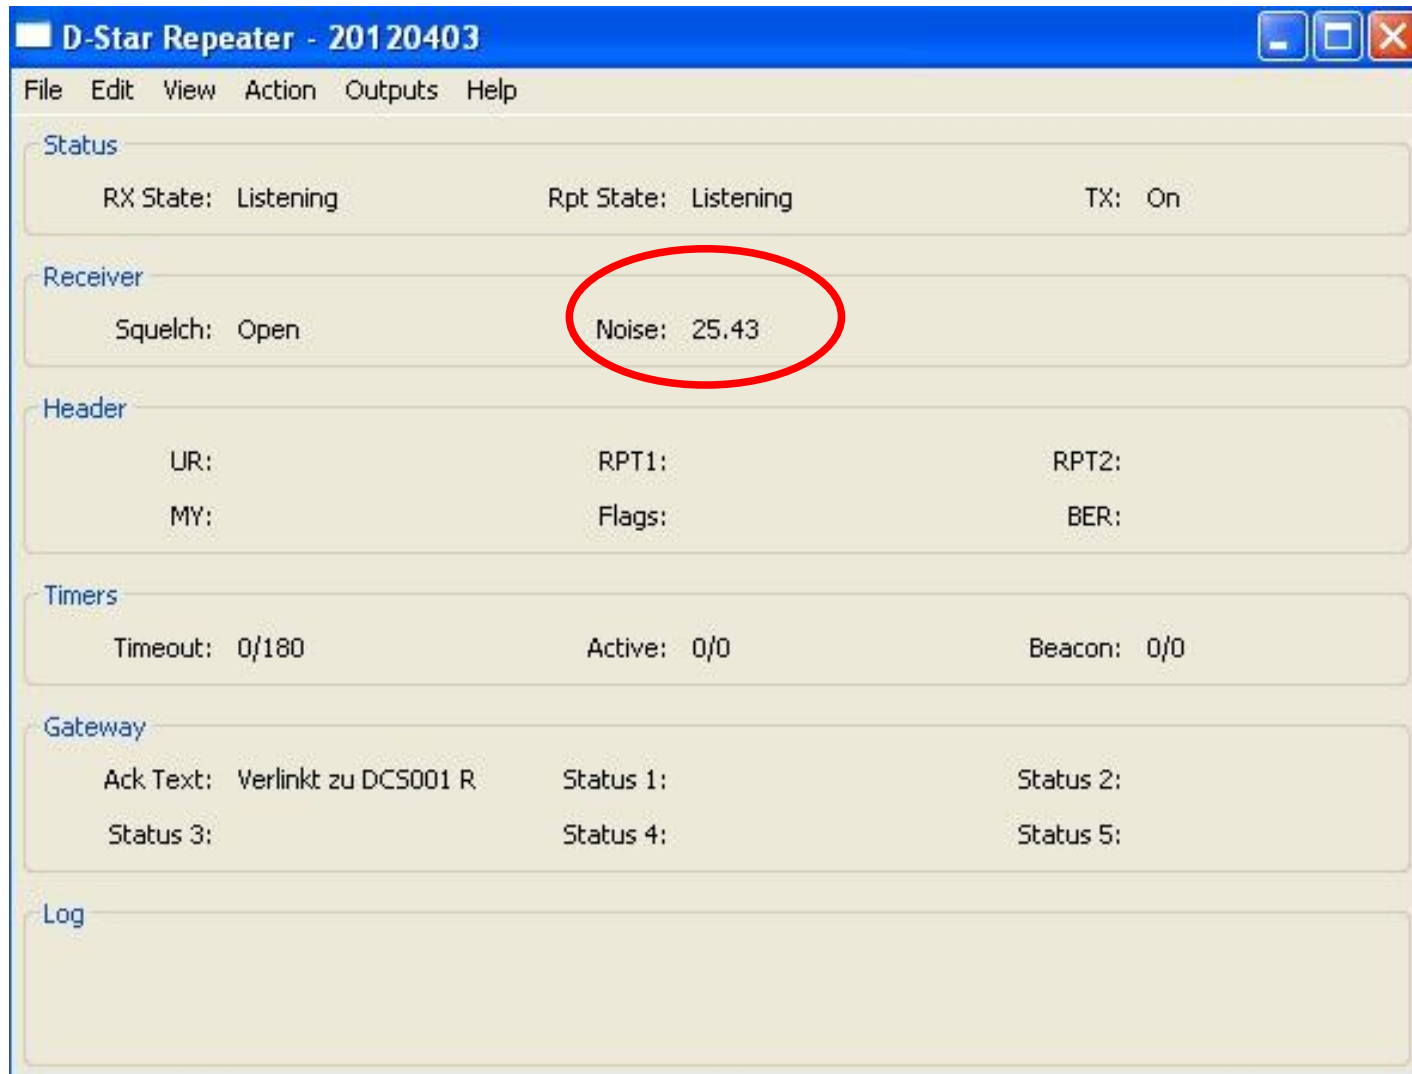 D-Star Repeater - 20120403
File Edit View Action Outputs Help
Status
RX State: Listening Rpt State: Listening TX: On
Receiver
Squelch: Open Noise: 25.43
Header
UR: RPT1: RPT2:
MY: Flags: BER:
Timers
Timeout: 0/180 Active: 0/0 Beacon: 0/0
Gateway
Ack Text: Verlinkt zu DCS001 R Status 1: Status 2:
Status 3: Status 4: Status 5:
Log